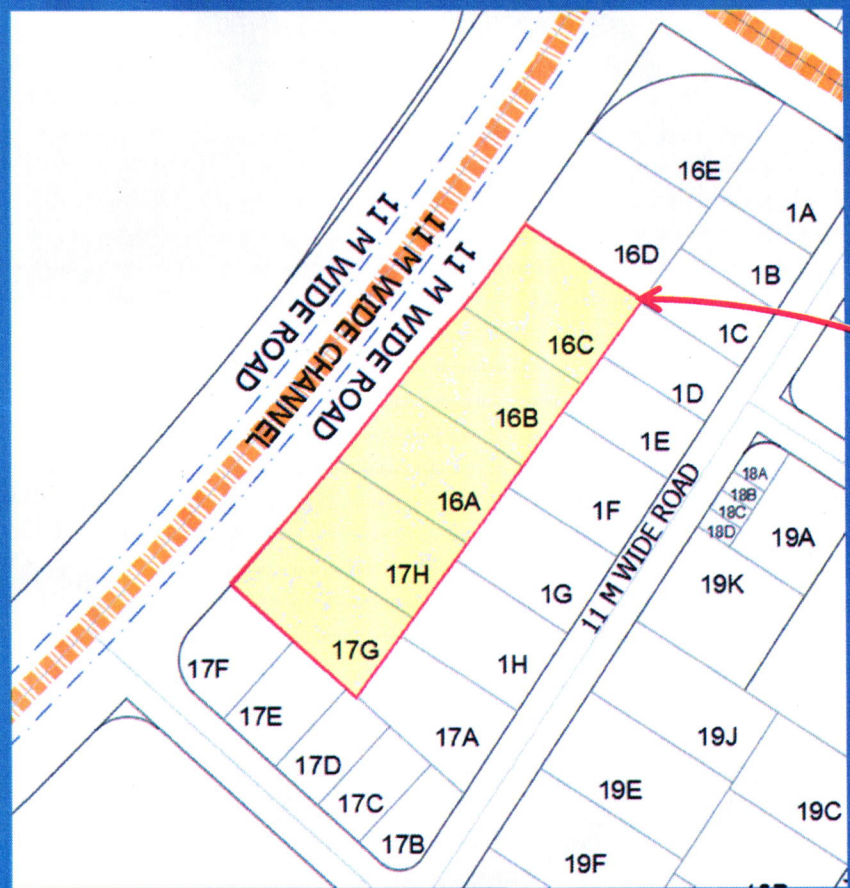 16E
1A
11 M WIDE ROAD
11 M WIDE CHANNEL
11 M WIDE ROAD
16D
1B
1C
16C
1D
16B
1E
18A
18B
18C
18D
16A
1F
19A
11 M WIDE ROAD
17H
19K
1G
17G
1H
17F
17E
17A
19J
17D
19E
17C
19C
17B
19F